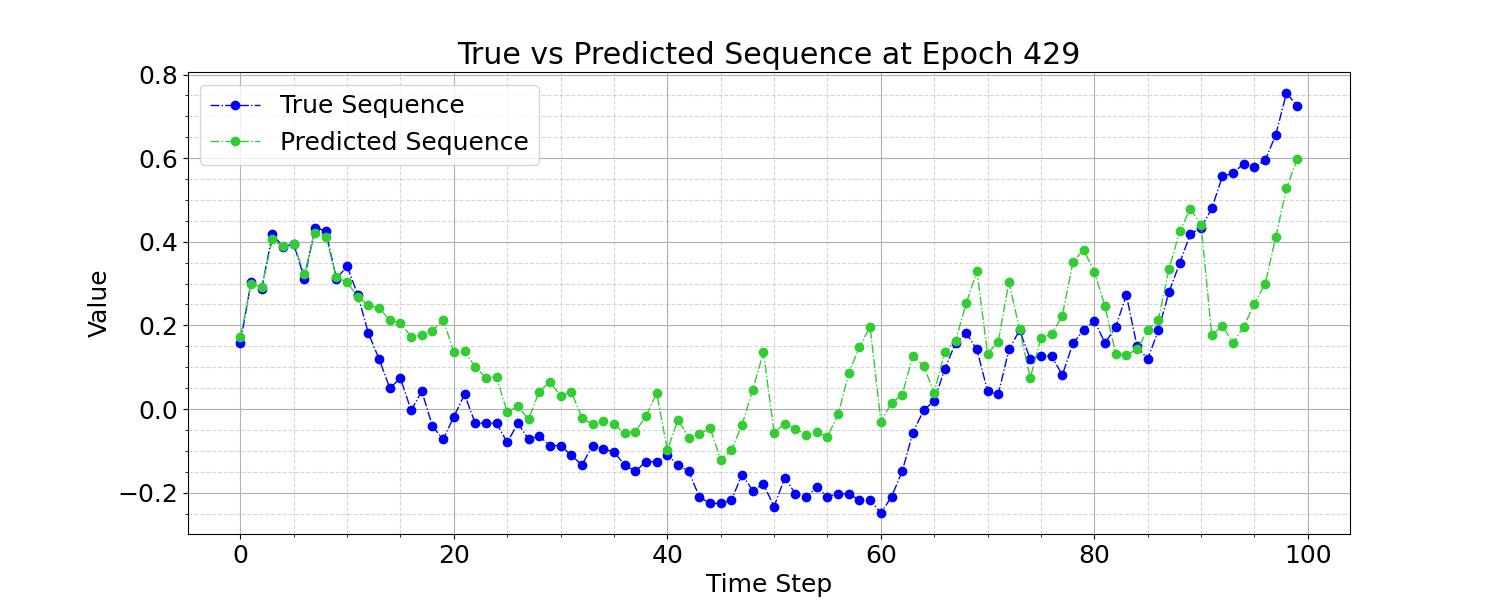 True vs Predicted Sequence at Epoch 429
True Sequence
Predicted Sequence
Value
0.8
0.6
0.4
0.2
0.0
−0.2
0 20 40 60 80 100
Time Step